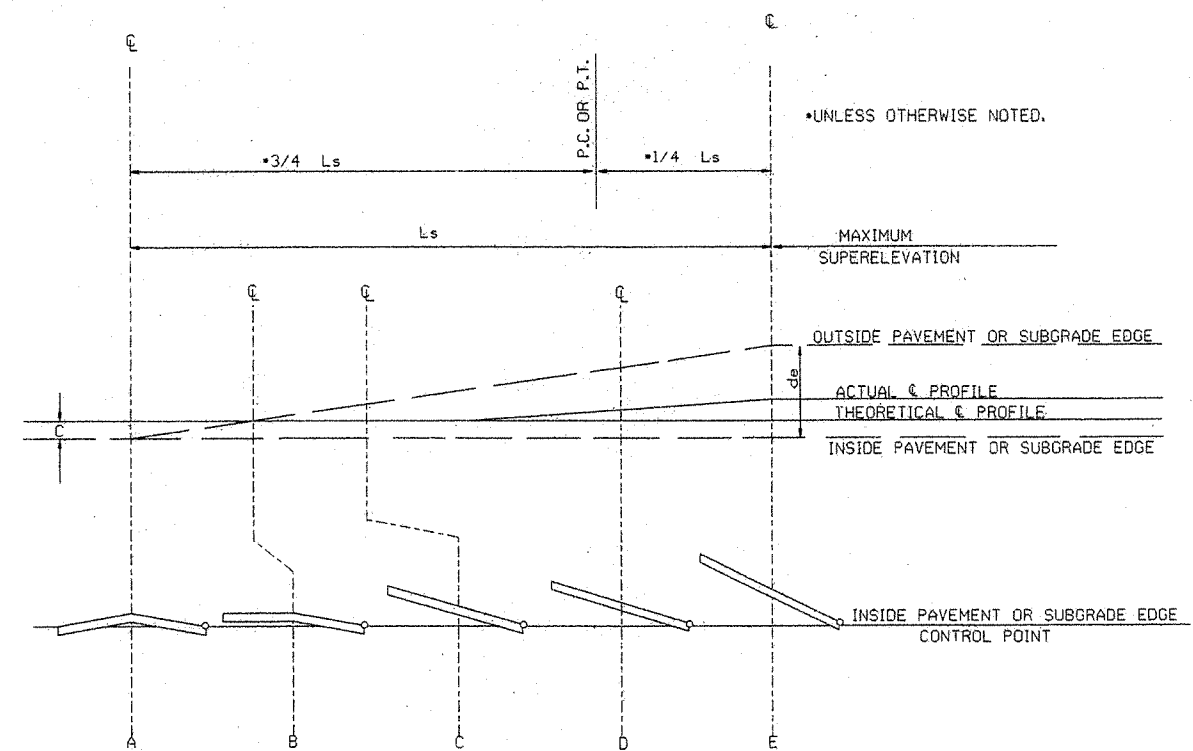 ℄
℄
P.C. OR P.T.
*UNLESS OTHERWISE NOTED.
*3/4 Ls
*1/4 Ls
Ls
MAXIMUM
SUPERELEVATION
℄
℄
℄
OUTSIDE PAVEMENT OR SUBGRADE EDGE
de
ACTUAL ℄ PROFILE
THEORETICAL ℄ PROFILE
C
INSIDE PAVEMENT OR SUBGRADE EDGE
INSIDE PAVEMENT OR SUBGRADE EDGE
CONTROL POINT
A
B
C
D
E